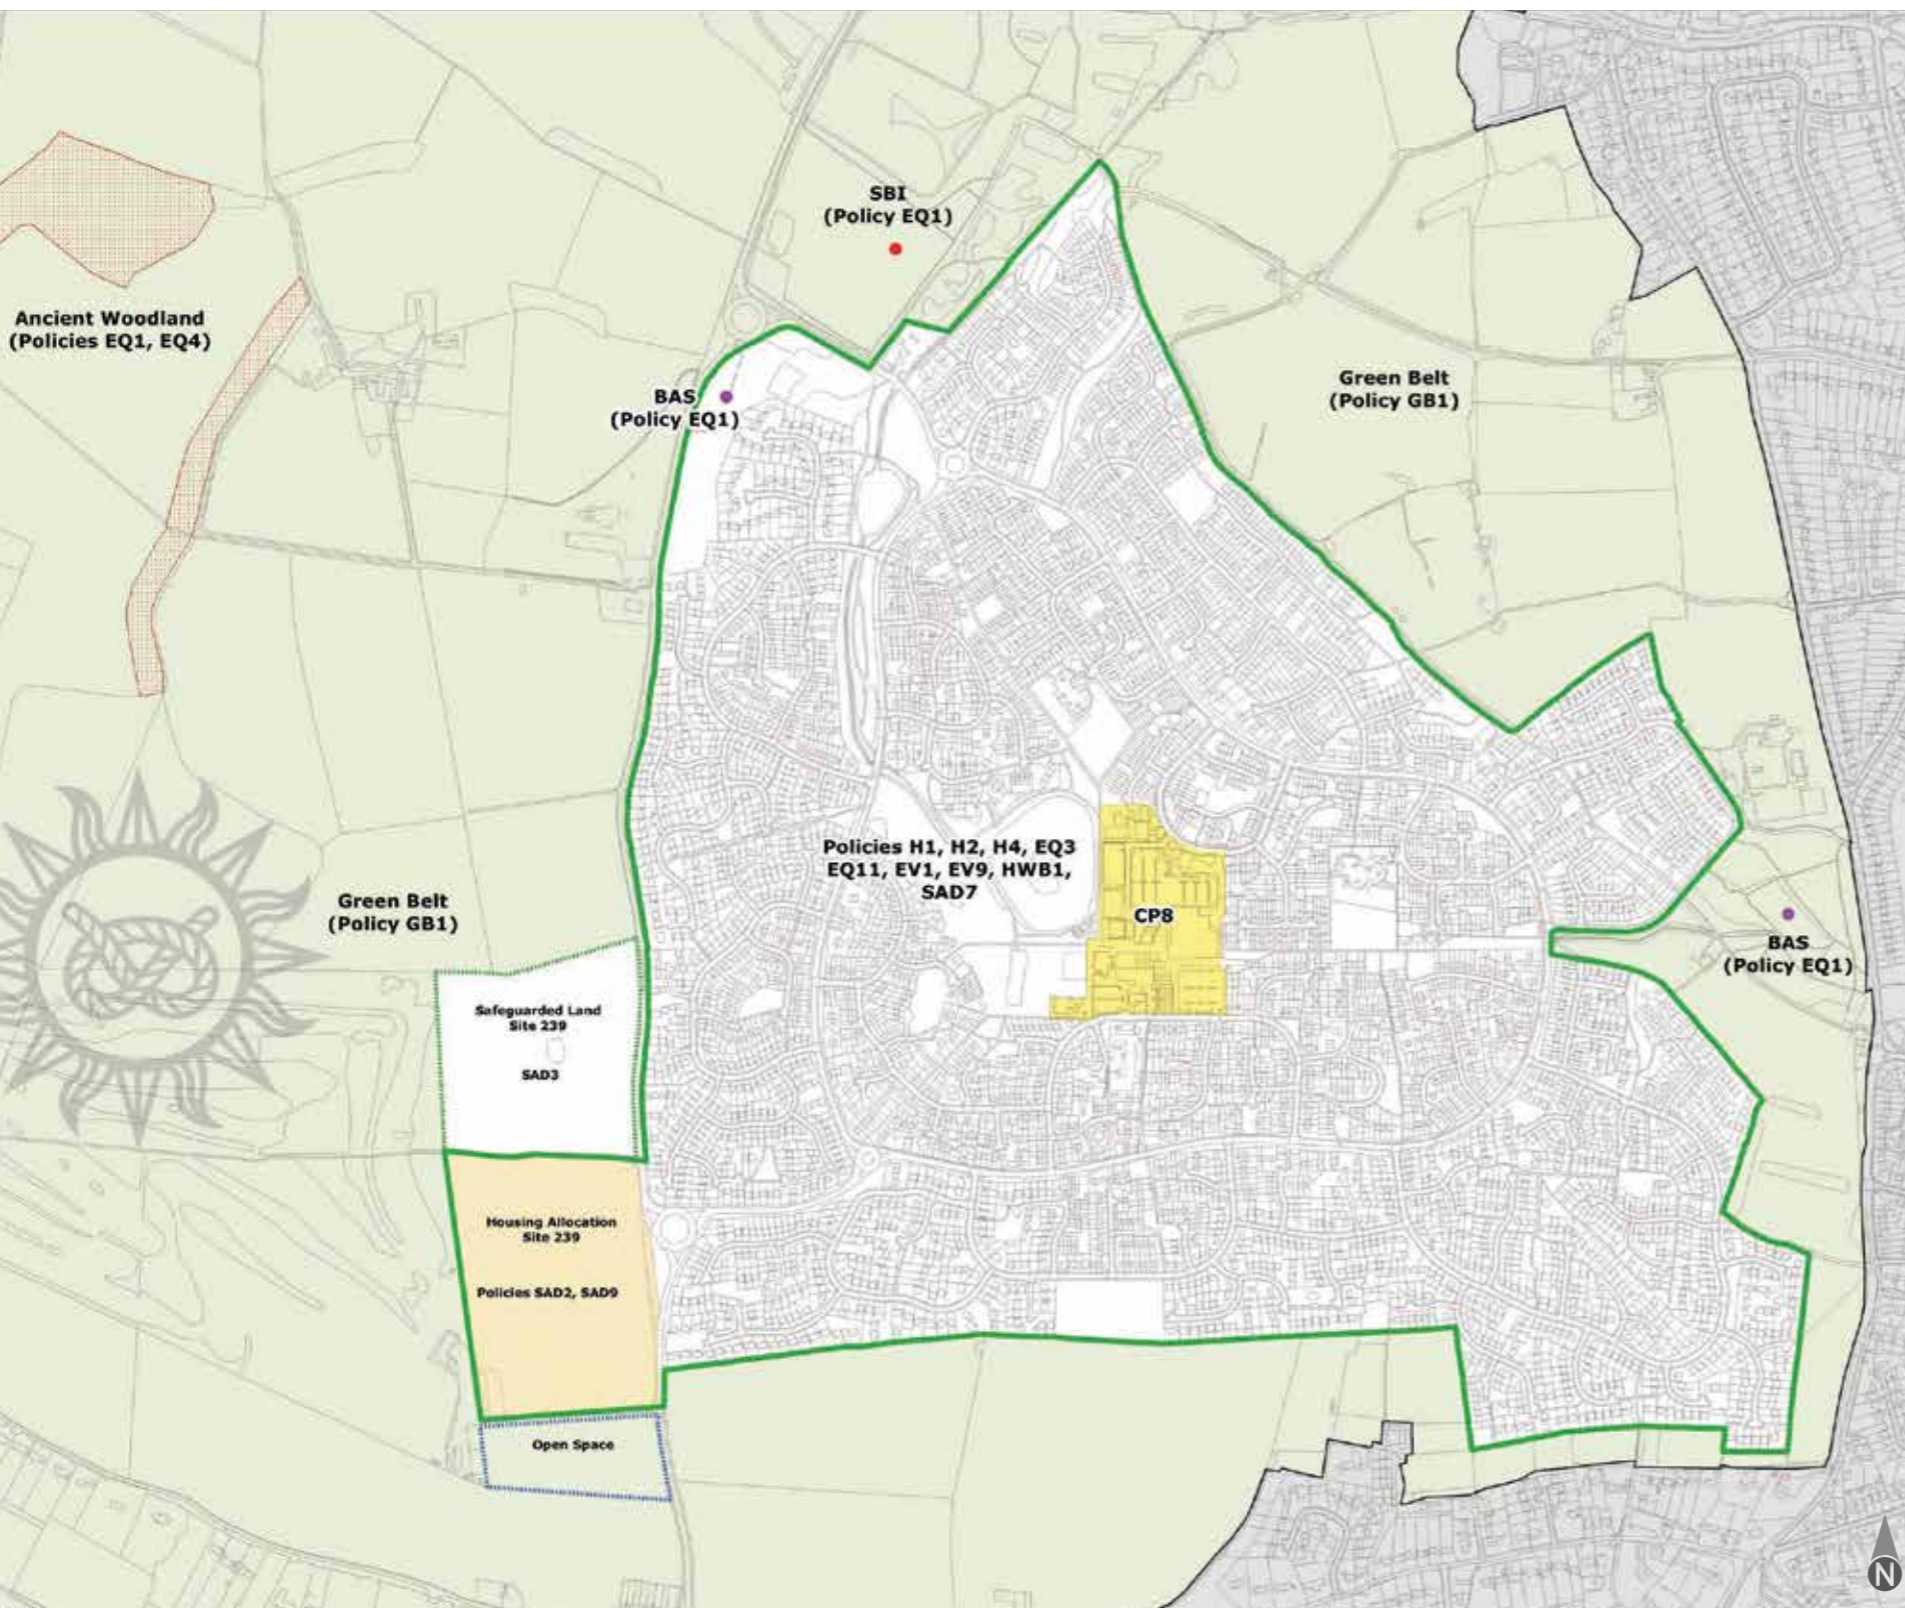 SBI
(Policy EQ1)
Ancient Woodland
(Policies EQ1, EQ4)
BAS
(Policy EQ1)
Green Belt
(Policy GB1)
Policies H1, H2, H4, EQ3
EQ11, EV1, EV9, HWB1,
SAD7
CP8
Green Belt
(Policy GB1)
BAS
(Policy EQ1)
Safeguarded Land
Site 239
SAD3
Housing Allocation
Site 239
Policies SAD2, SAD9
Open Space
N